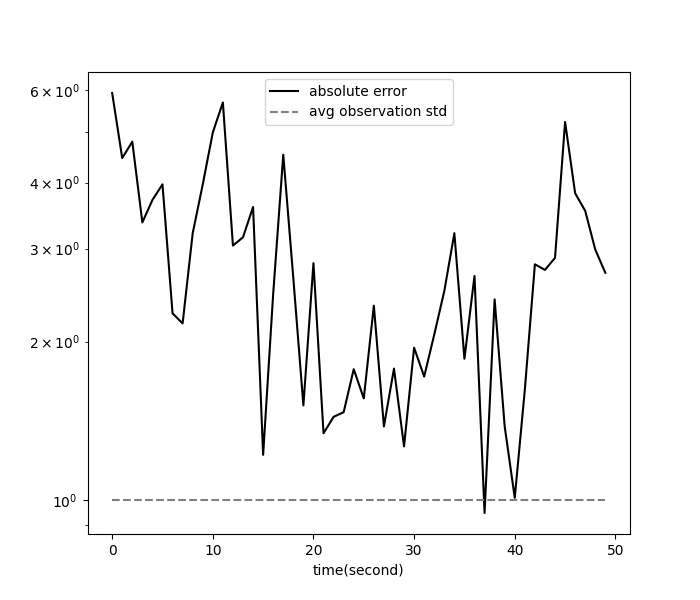 absolute error
avg observation std
6 × 10⁰
4 × 10⁰
3 × 10⁰
2 × 10⁰
10⁰
0 10 20 30 40 50
time(second)